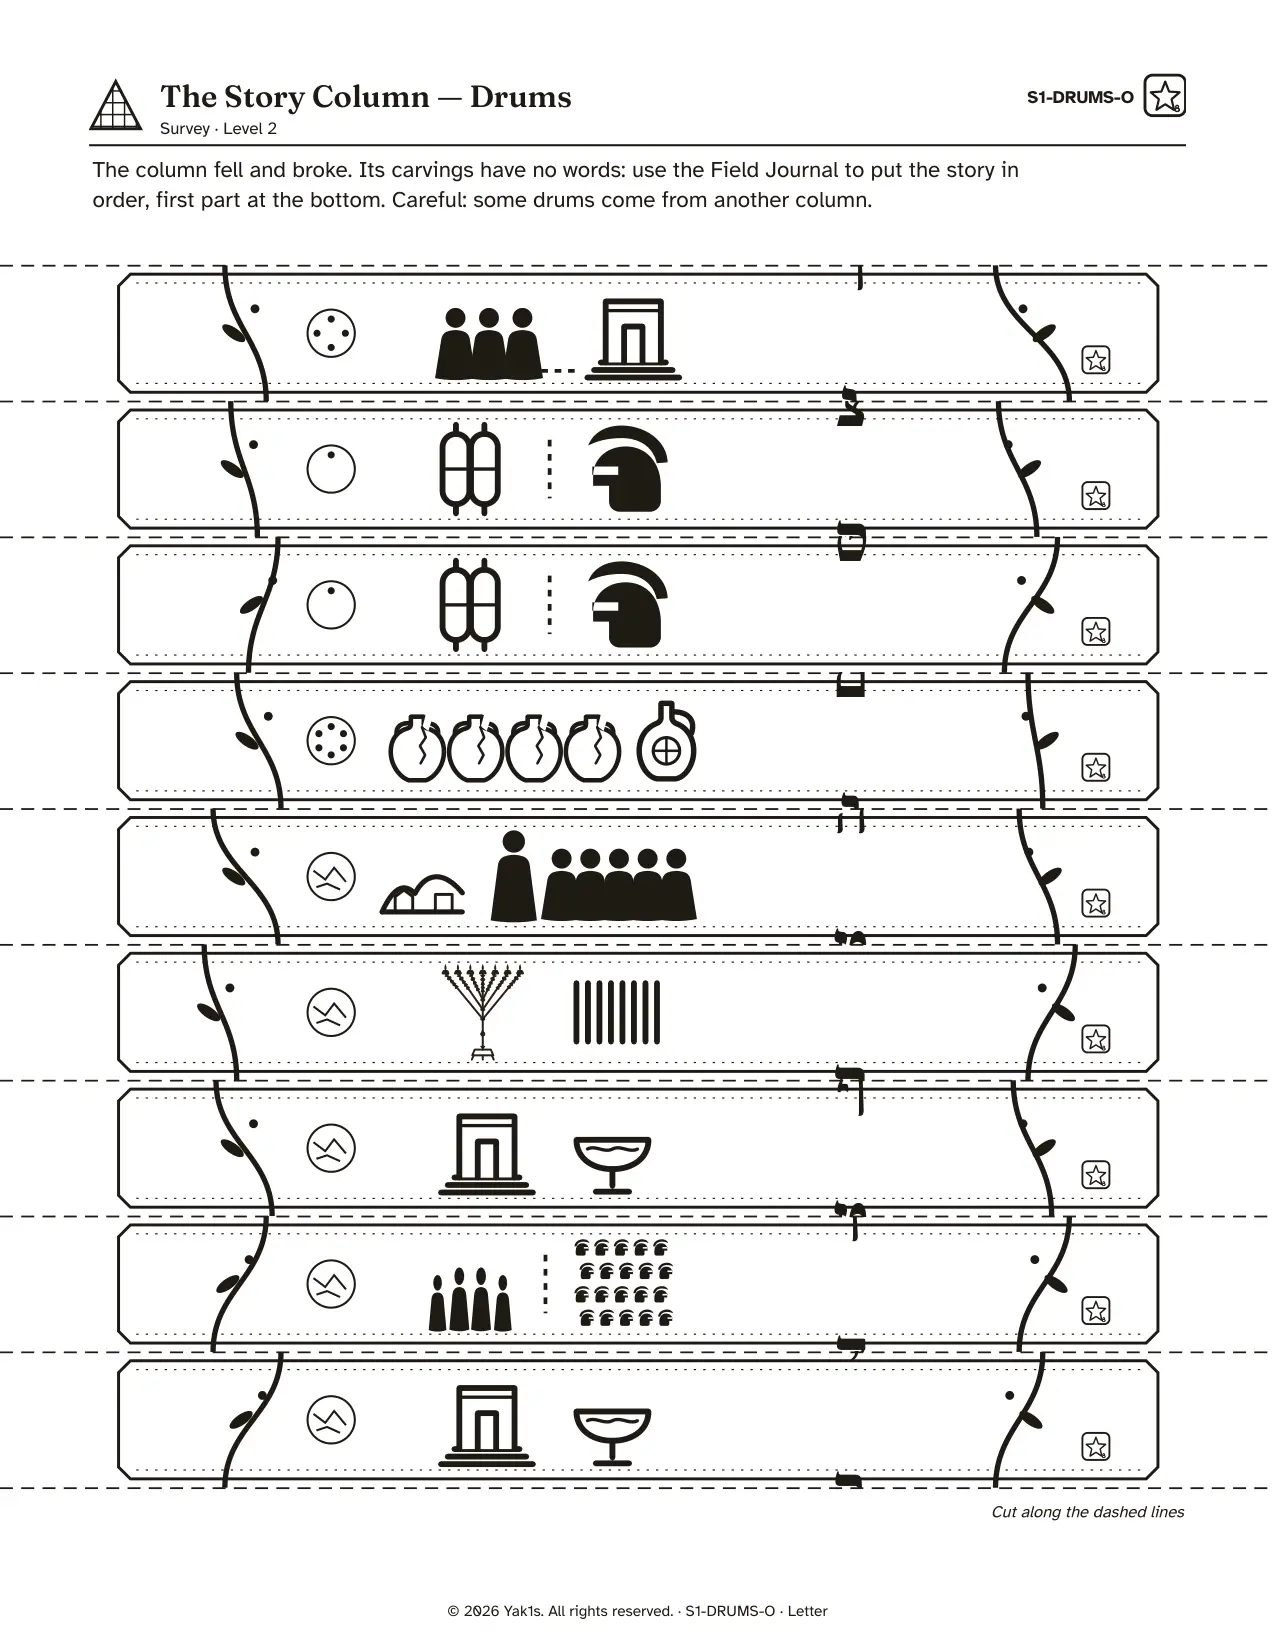 The Story Column — Drums
Survey · Level 2
S1-DRUMS-O
The column fell and broke. Its carvings have no words: use the Field Journal to put the story in
order, first part at the bottom. Careful: some drums come from another column.
Cut along the dashed lines
© 2026 Yak1s. All rights reserved. · S1-DRUMS-O · Letter